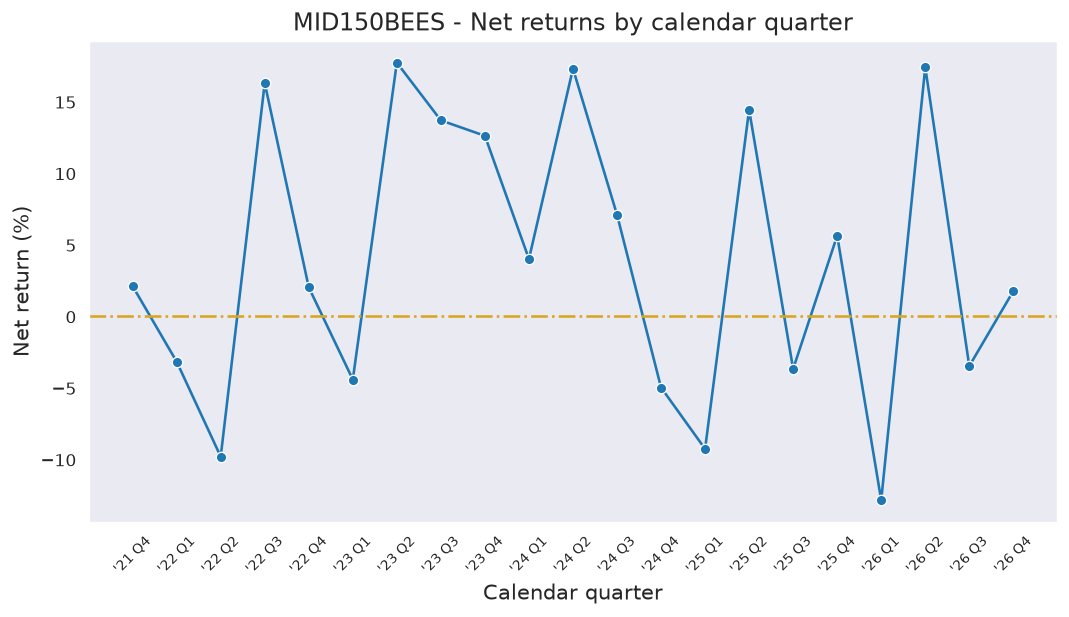 MID150BEES - Net returns by calendar quarter
Net return (%)
15
10
5
0
−5
−10
'21 Q4
'22 Q1
'22 Q2
'22 Q3
'22 Q4
'23 Q1
'23 Q2
'23 Q3
'23 Q4
'24 Q1
'24 Q2
'24 Q3
'24 Q4
'25 Q1
'25 Q2
'25 Q3
'25 Q4
'26 Q1
'26 Q2
'26 Q3
'26 Q4
Calendar quarter